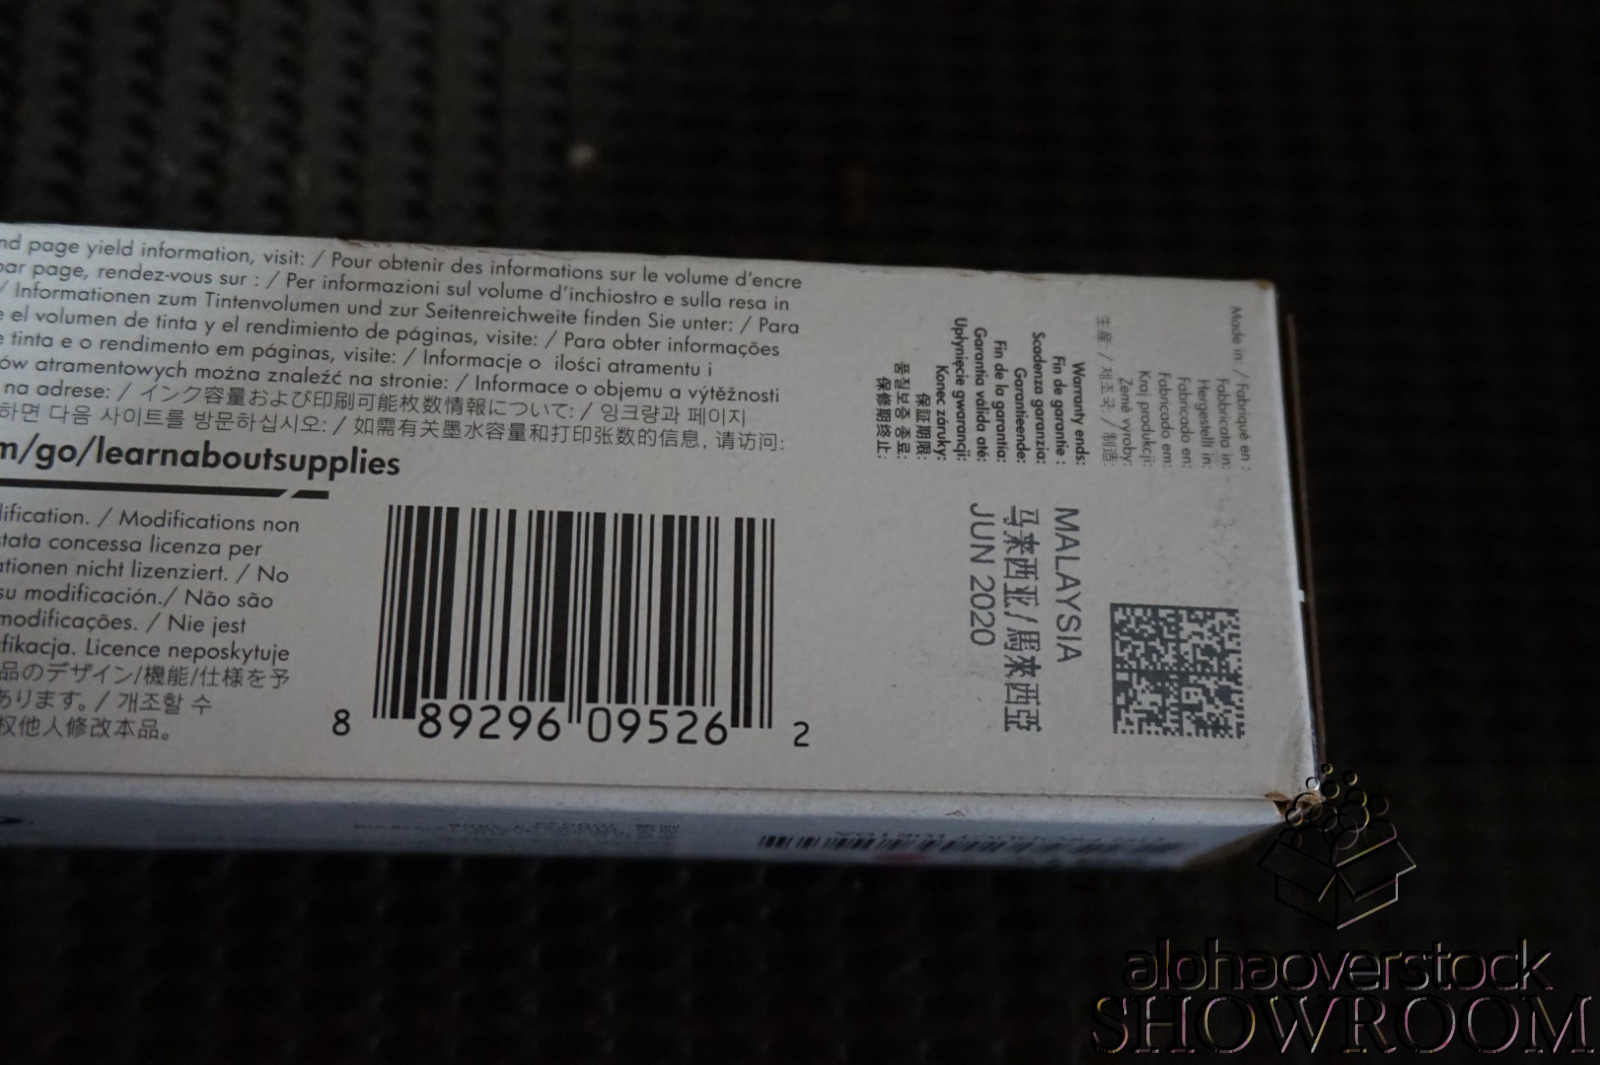 nd page yield information, visit: / Pour obtenir des informations sur le volume d'encre
par page, rendez-vous sur : / Per informazioni sul volume d'inchiostro e sulla resa in
/ Informationen zum Tintenvolumen und zur Seitenreichweite finden Sie unter: / Para
e el volumen de tinta y el rendimiento de páginas, visite: / Para obter informações
e tinta e o rendimento em páginas, visite: / Informacje o ilości atramentu i
ów atramentowych można znaleźć na stronie: / Informace o objemu a výtěžnosti
na adrese: / インク容量および印刷可能枚数情報について: / 잉크량과 페이지
하면 다음 사이트를 방문하십시오: / 如需有关墨水容量和打印张数的信息, 请访问:
m/go/learnaboutsupplies
ification. / Modifications non
tata concessa licenza per
ationen nicht lizenziert. / No
su modificación./ Não são
modificações. / Nie jest
fikacja. Licence neposkytuje
品のデザイン/機能/仕様を予
あります。/ 개조할 수
权他人修改本品。
8 89296 09526 2
Made in: / Fabriqué en :
Fabbricato in:
Hergestellt in:
Fabricado en:
Fabricado em:
Kraj produkcji:
Země výroby:
生産: / 제조국: / 制造:
Warranty ends:
Fin de garantie :
Scadenza garanzia:
Garantieende:
Fin de la garantía:
Garantia válida até:
Upłynięcie gwarancji:
Konec záruky:
保証期限:
품질보증 종료:
保修期终止:
MALAYSIA
马来西亚/馬來西亞
JUN 2020
alohaoverstock
SHOWROOM